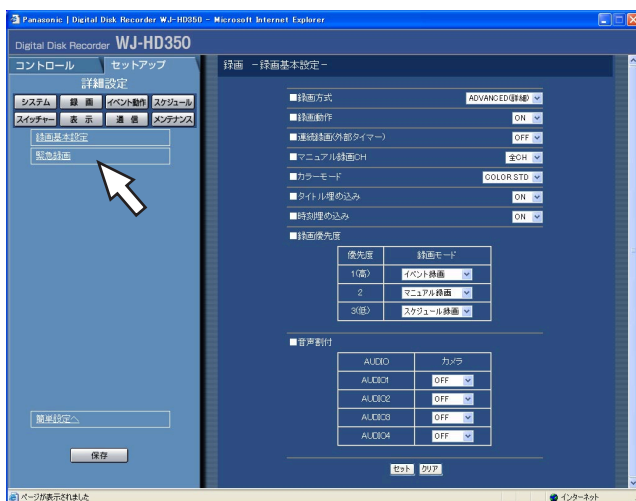 Panasonic | Digital Disk Recorder WJ-HD350 - Microsoft Internet Explorer
Digital Disk Recorder WJ-HD350
コントロール セットアップ
詳細設定
システム 録画 イベント動作 スケジュール
スイッチャー 表示 通信 メンテナンス
録画基本設定
緊急録画
簡単設定へ
保存
録画 -録画基本設定-
■録画方式 ADVANCED(詳細)
■録画動作 ON
■連続録画(外部タイマー) OFF
■マニュアル録画CH 全CH
■カラーモード COLOR STD
■タイトル埋め込み ON
■時刻埋め込み ON
■録画優先度
優先度 録画モード
1(高) イベント録画
2 マニュアル録画
3(低) スケジュール録画
■音声割付
AUDIO カメラ
AUDIO1 OFF
AUDIO2 OFF
AUDIO3 OFF
AUDIO4 OFF
セット クリア
ページが表示されました インターネット